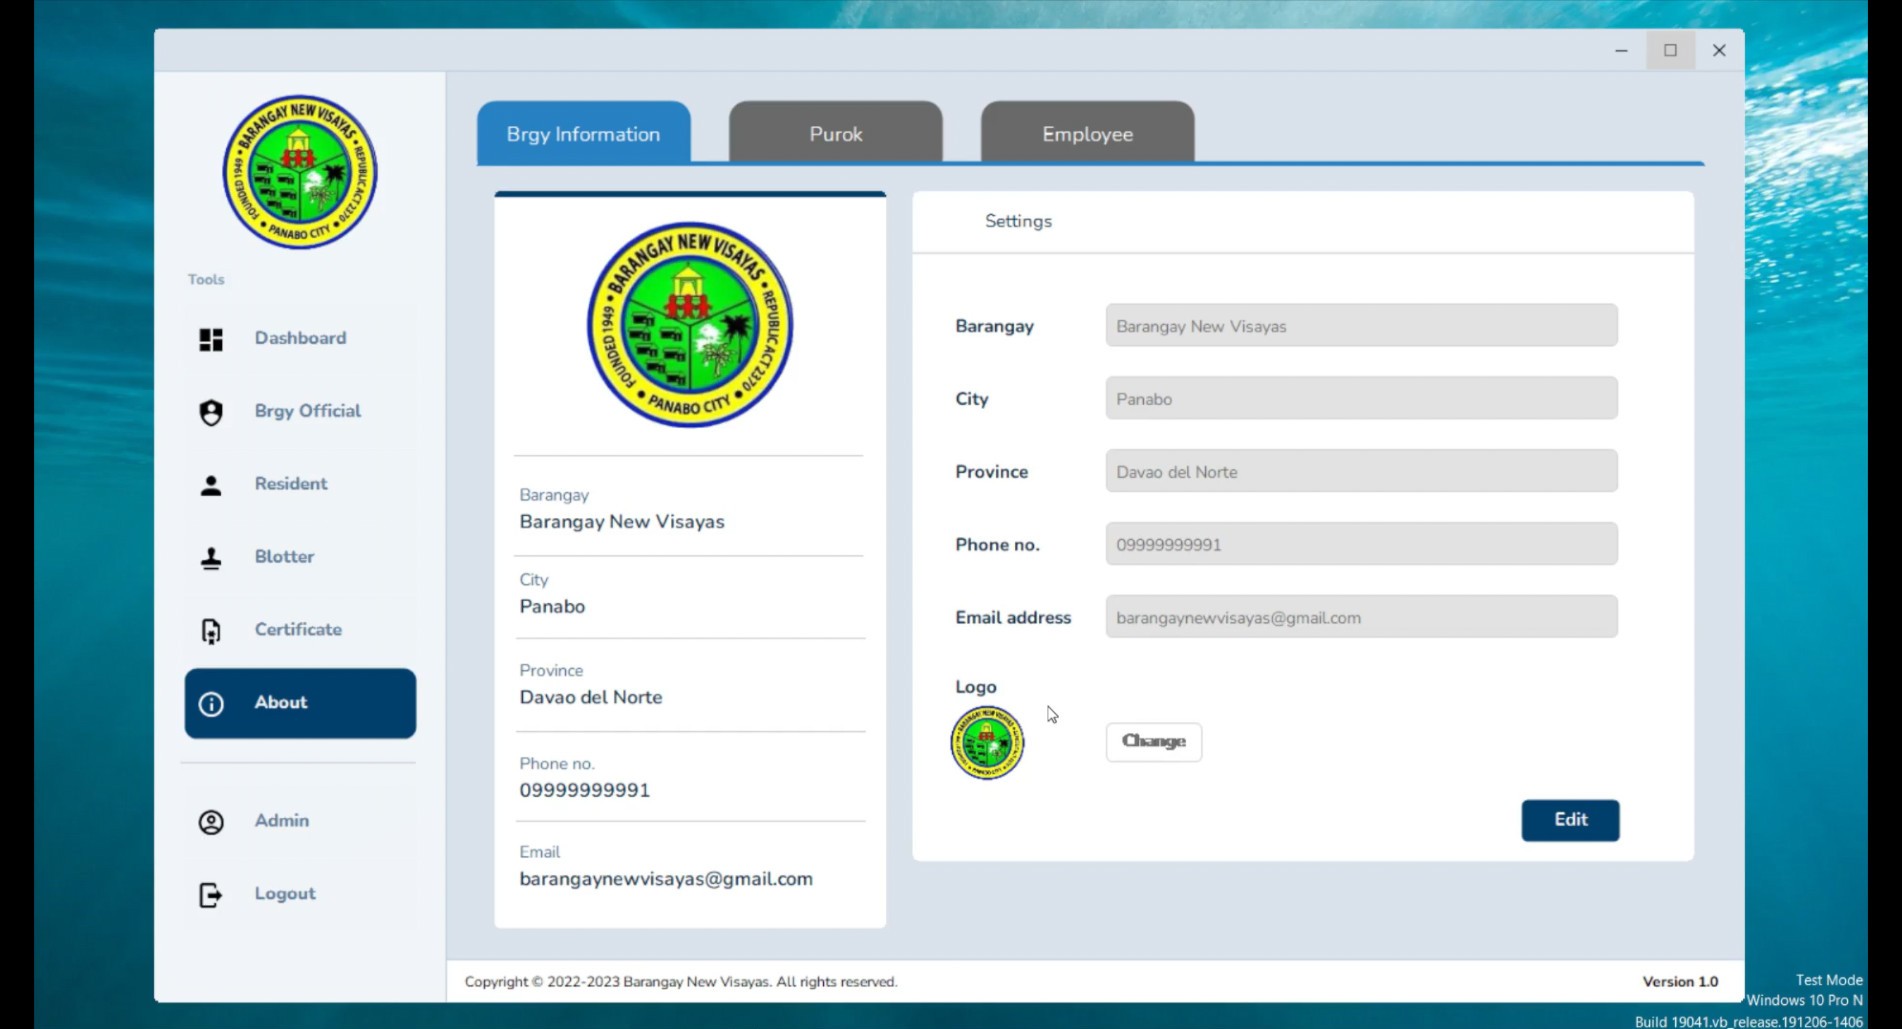 BARANGAY NEW VISAYAS
FOUNDED 1949
REPUBLIC ACT 2370
PANABO CITY
Tools
Dashboard
Brgy Official
Resident
Blotter
Certificate
About
Admin
Logout
Brgy Information
Purok
Employee
BARANGAY NEW VISAYAS
FOUNDED 1949
REPUBLIC ACT 2370
PANABO CITY
Barangay
Barangay New Visayas
City
Panabo
Province
Davao del Norte
Phone no.
09999999991
Email
barangaynewvisayas@gmail.com
Settings
Barangay Barangay New Visayas
City Panabo
Province Davao del Norte
Phone no. 09999999991
Email address barangaynewvisayas@gmail.com
Logo
Change
Edit
Copyright © 2022-2023 Barangay New Visayas. All rights reserved.
Version 1.0
Test Mode
Windows 10 Pro N
Build 19041.vb_release.191206-1406